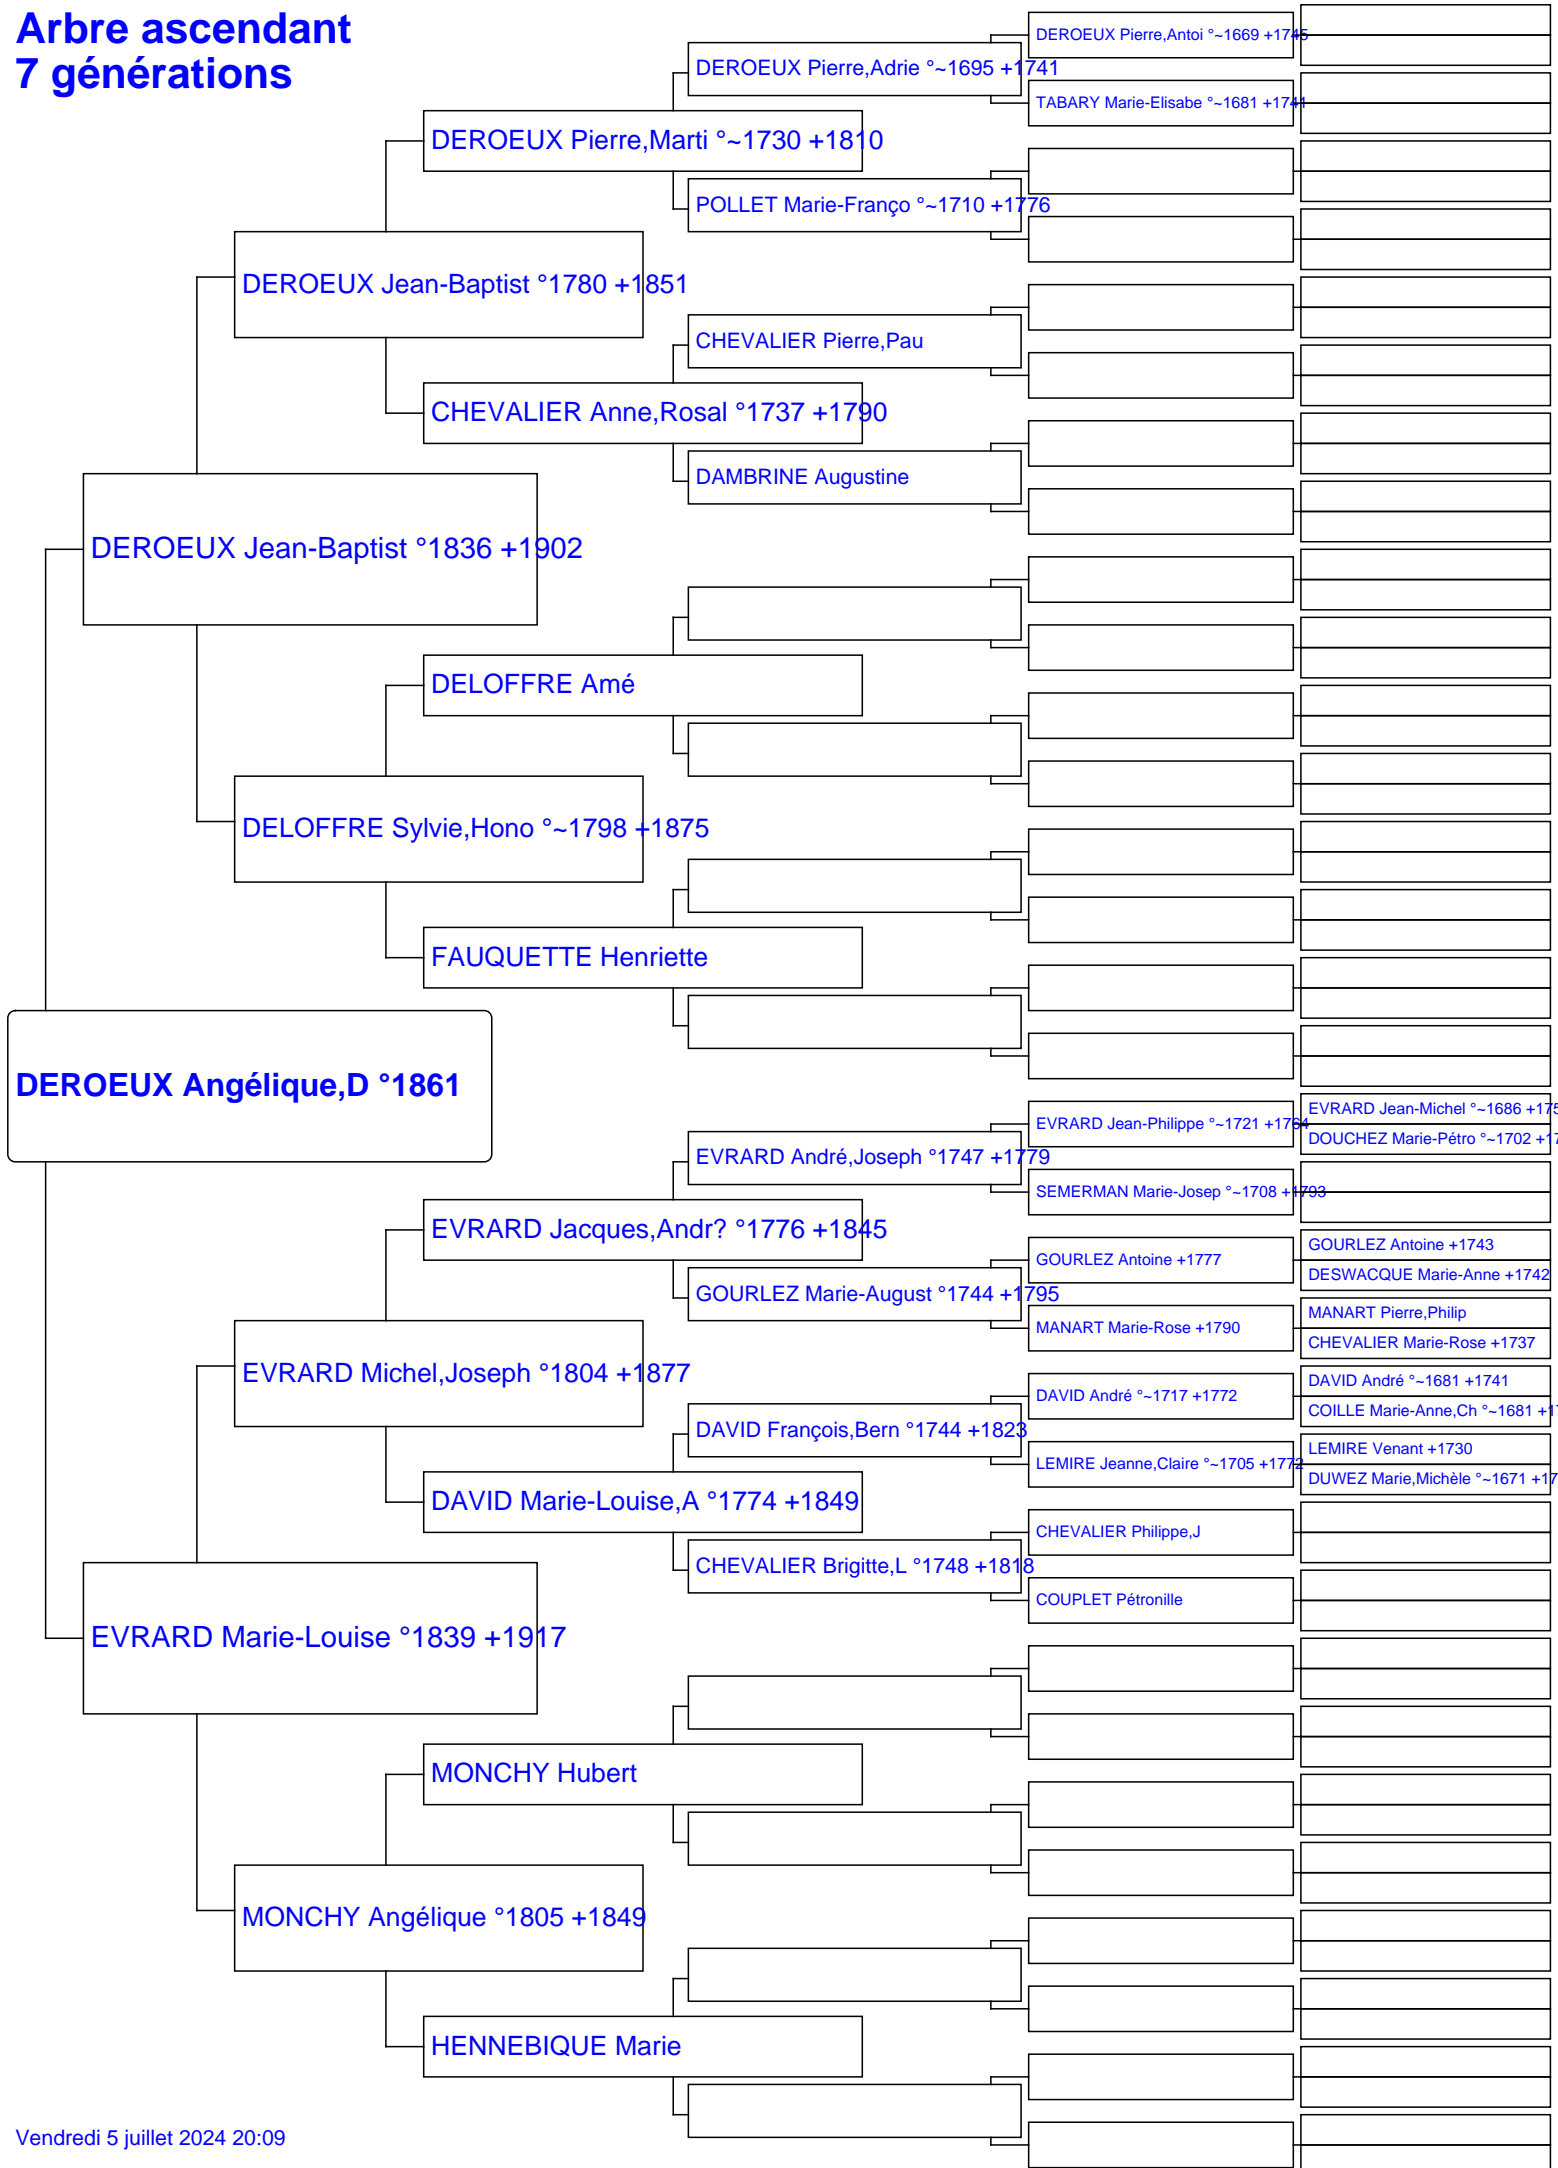 Arbre ascendant
7 générations
DEROEUX Pierre,Antoi °~1669 +1745
DEROEUX Pierre,Adrie °~1695 +1741
TABARY Marie-Elisabe °~1681 +1741
DEROEUX Pierre,Marti °~1730 +1810
POLLET Marie-Franço °~1710 +1776
DEROEUX Jean-Baptist °1780 +1851
CHEVALIER Pierre,Pau
CHEVALIER Anne,Rosal °1737 +1790
DAMBRINE Augustine
DEROEUX Jean-Baptist °1836 +1902
DELOFFRE Amé
DELOFFRE Sylvie,Hono °~1798 +1875
FAUQUETTE Henriette
DEROEUX Angélique,D °1861
EVRARD Jean-Michel °~1686 +175
EVRARD Jean-Philippe °~1721 +1764
DOUCHEZ Marie-Pétro °~1702 +17
EVRARD André,Joseph °1747 +1779
SEMERMAN Marie-Josep °~1708 +1793
EVRARD Jacques,Andr? °1776 +1845
GOURLEZ Antoine +1743
GOURLEZ Antoine +1777
DESWACQUE Marie-Anne +1742
GOURLEZ Marie-August °1744 +1795
MANART Pierre,Philip
MANART Marie-Rose +1790
CHEVALIER Marie-Rose +1737
EVRARD Michel,Joseph °1804 +1877
DAVID André °~1681 +1741
DAVID André °~1717 +1772
COILLE Marie-Anne,Ch °~1681 +17
DAVID François,Bern °1744 +1823
LEMIRE Venant +1730
LEMIRE Jeanne,Claire °~1705 +1772
DUWEZ Marie,Michèle °~1671 +17
DAVID Marie-Louise,A °1774 +1849
CHEVALIER Philippe,J
CHEVALIER Brigitte,L °1748 +1818
COUPLET Pétronille
EVRARD Marie-Louise °1839 +1917
MONCHY Hubert
MONCHY Angélique °1805 +1849
HENNEBIQUE Marie
Vendredi 5 juillet 2024 20:09